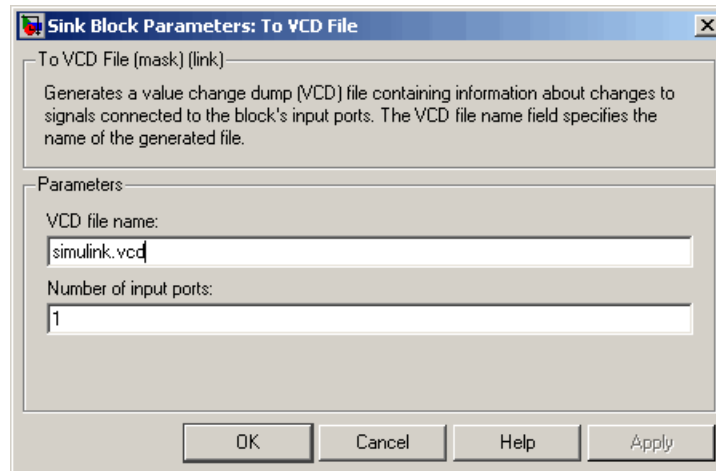 Sink Block Parameters: To VCD File
To VCD File (mask) (link)
Generates a value change dump (VCD) file containing information about changes to
signals connected to the block's input ports. The VCD file name field specifies the
name of the generated file.
Parameters
VCD file name:
simulink.vcd
Number of input ports:
1
OK Cancel Help Apply